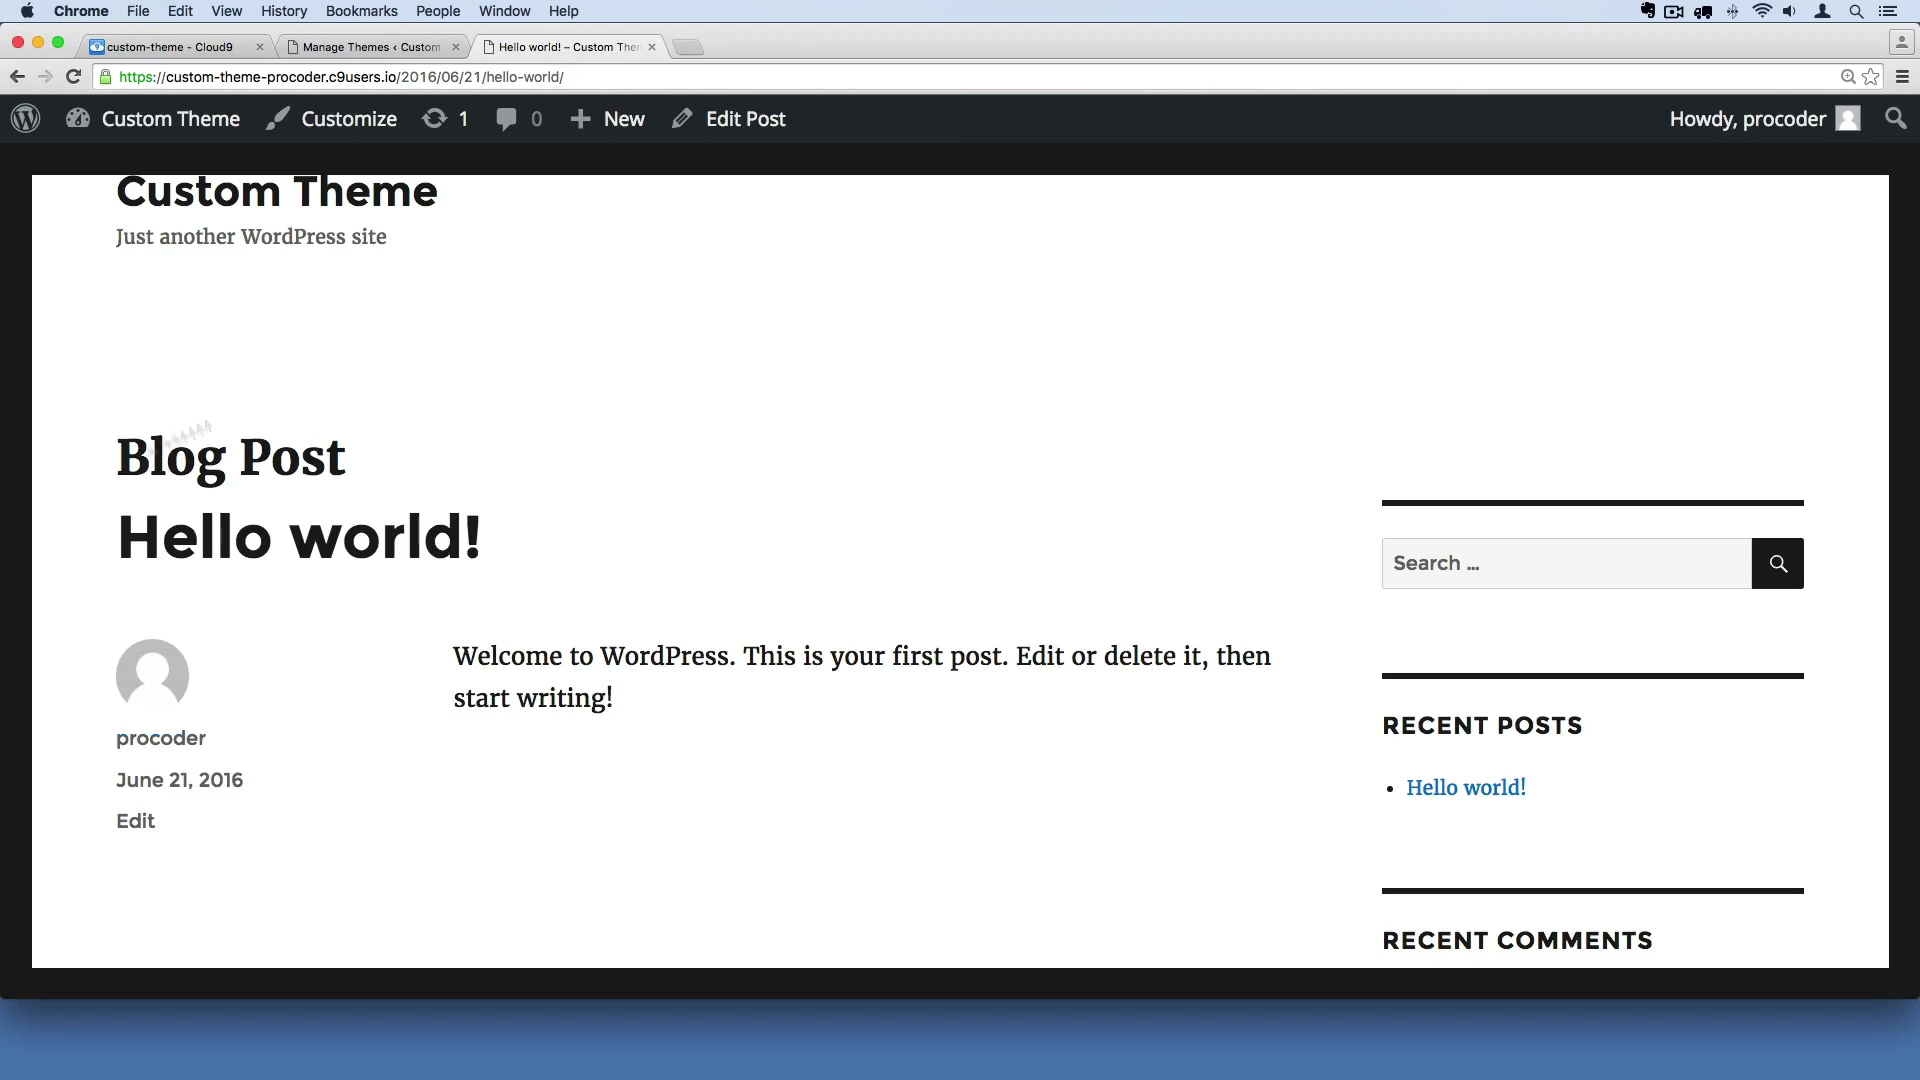 Chrome File Edit View History Bookmarks People Window Help
custom-theme - Cloud9
Manage Themes ‹ Custom
Hello world! – Custom The
https://custom-theme-procoder.c9users.io/2016/06/21/hello-world/
Custom Theme Customize 1 0 New Edit Post Howdy, procoder
Custom Theme
Just another WordPress site
Blog Post
Hello world!
procoder
June 21, 2016
Edit
Welcome to WordPress. This is your first post. Edit or delete it, then
start writing!
Search ...
RECENT POSTS
Hello world!
RECENT COMMENTS